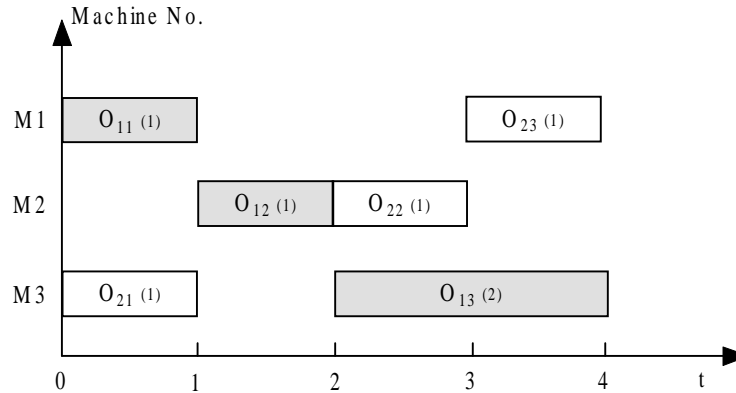 Machine No.
M1 O11 (1) O23 (1)
M2 O12 (1) O22 (1)
M3 O21 (1) O13 (2)
0 1 2 3 4 t